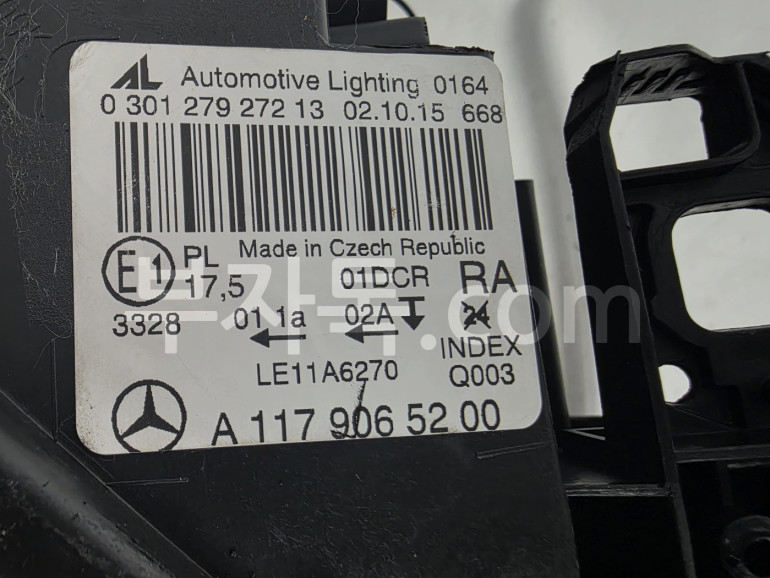 AL Automotive Lighting 0164
0 301 279 272 13 02.10.15 668
Made in Czech Republic
E1 PL 17,5 01DCR RA
부자독.com
3328 01 1a 02A 24
INDEX
LE11A6270 Q003
A 117 906 52 00